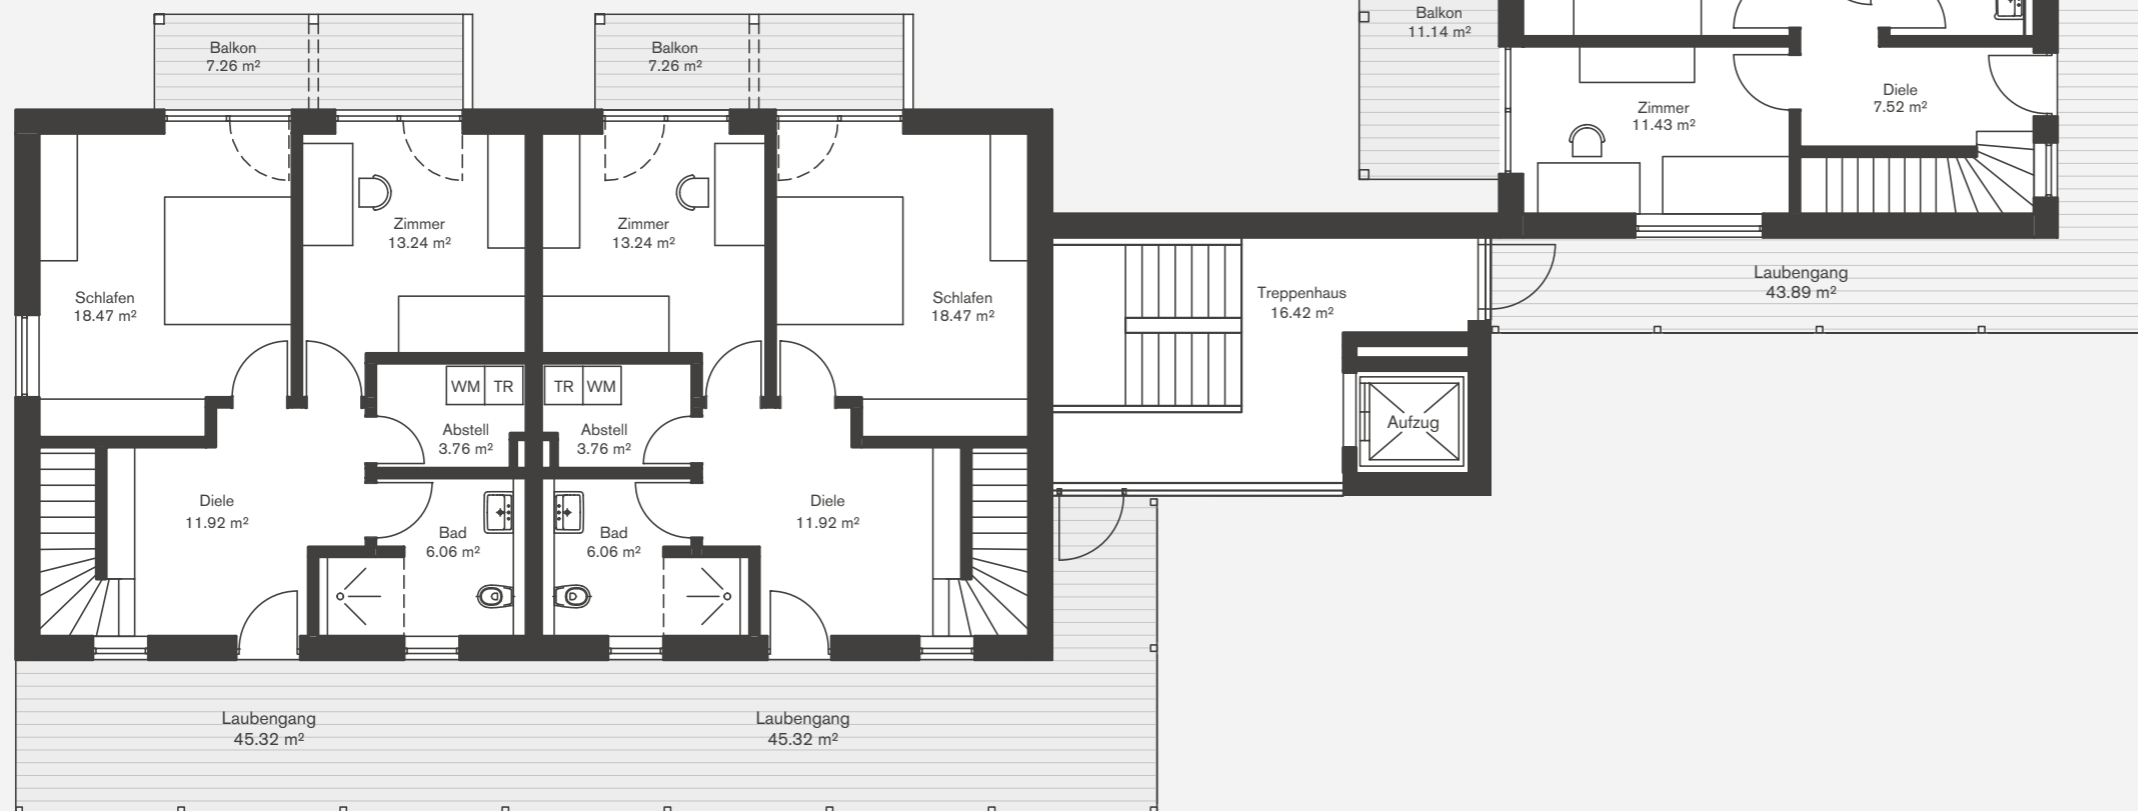 Balkon
7.26 m²
Balkon
7.26 m²
Balkon
11.14 m²
Zimmer
11.43 m²
Diele
7.52 m²
Zimmer
13.24 m²
Zimmer
13.24 m²
Schlafen
18.47 m²
Schlafen
18.47 m²
Treppenhaus
16.42 m²
Laubengang
43.89 m²
WM TR
TR WM
Abstell
3.76 m²
Abstell
3.76 m²
Aufzug
Diele
11.92 m²
Bad
6.06 m²
Bad
6.06 m²
Diele
11.92 m²
Laubengang
45.32 m²
Laubengang
45.32 m²